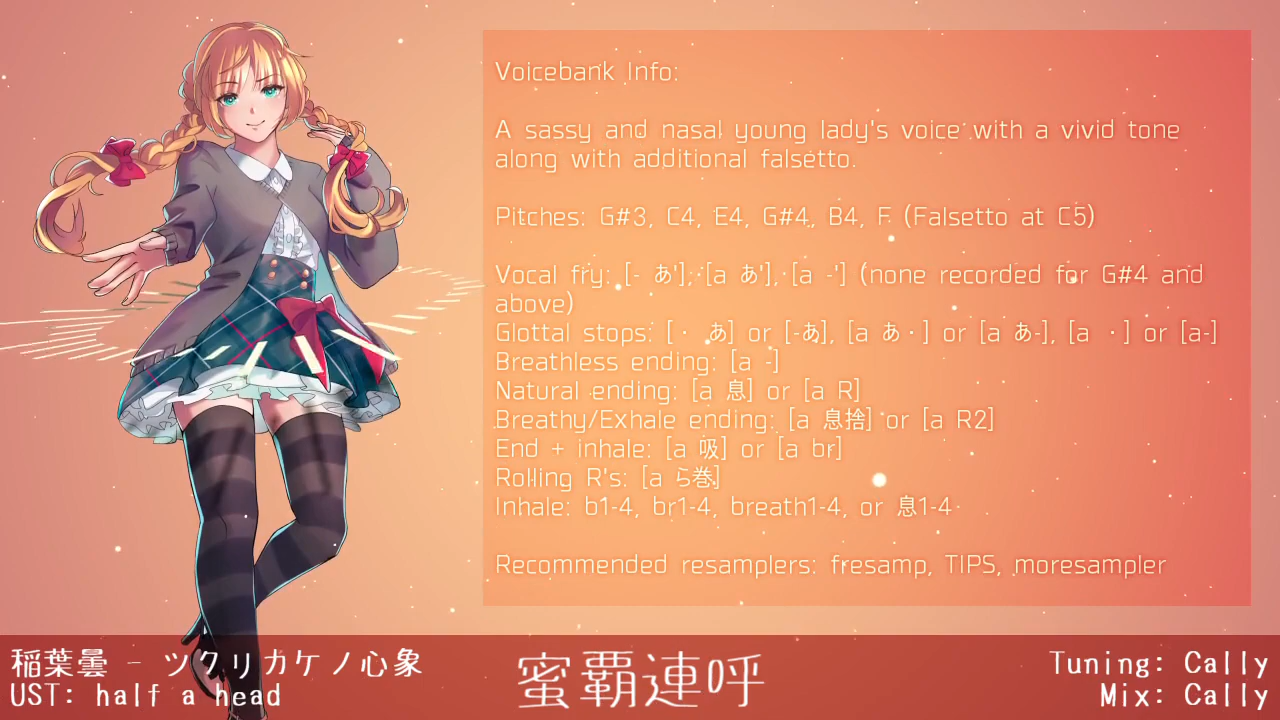 Voicebank Info:
A sassy and nasal young lady's voice with a vivid tone
along with additional falsetto.
Pitches: G#3, C4, E4, G#4, B4, F (Falsetto at C5)
Vocal fry: [- あ'], [a あ'], [a -'] (none recorded for G#4 and
above)
Glottal stops: [・ あ] or [-あ], [a あ・] or [a あ-], [a ・] or [a-]
Breathless ending: [a -]
Natural ending: [a 息] or [a R]
Breathy/Exhale ending: [a 息捨] or [a R2]
End + inhale: [a 吸] or [a br]
Rolling R's: [a ら巻]
Inhale: b1-4, br1-4, breath1-4, or 息1-4
Recommended resamplers: fresamp, TIPS, moresampler
稲葉曇 - ツクリカケノ心象
UST: half a head
蜜覇連呼
Tuning: Cally
Mix: Cally